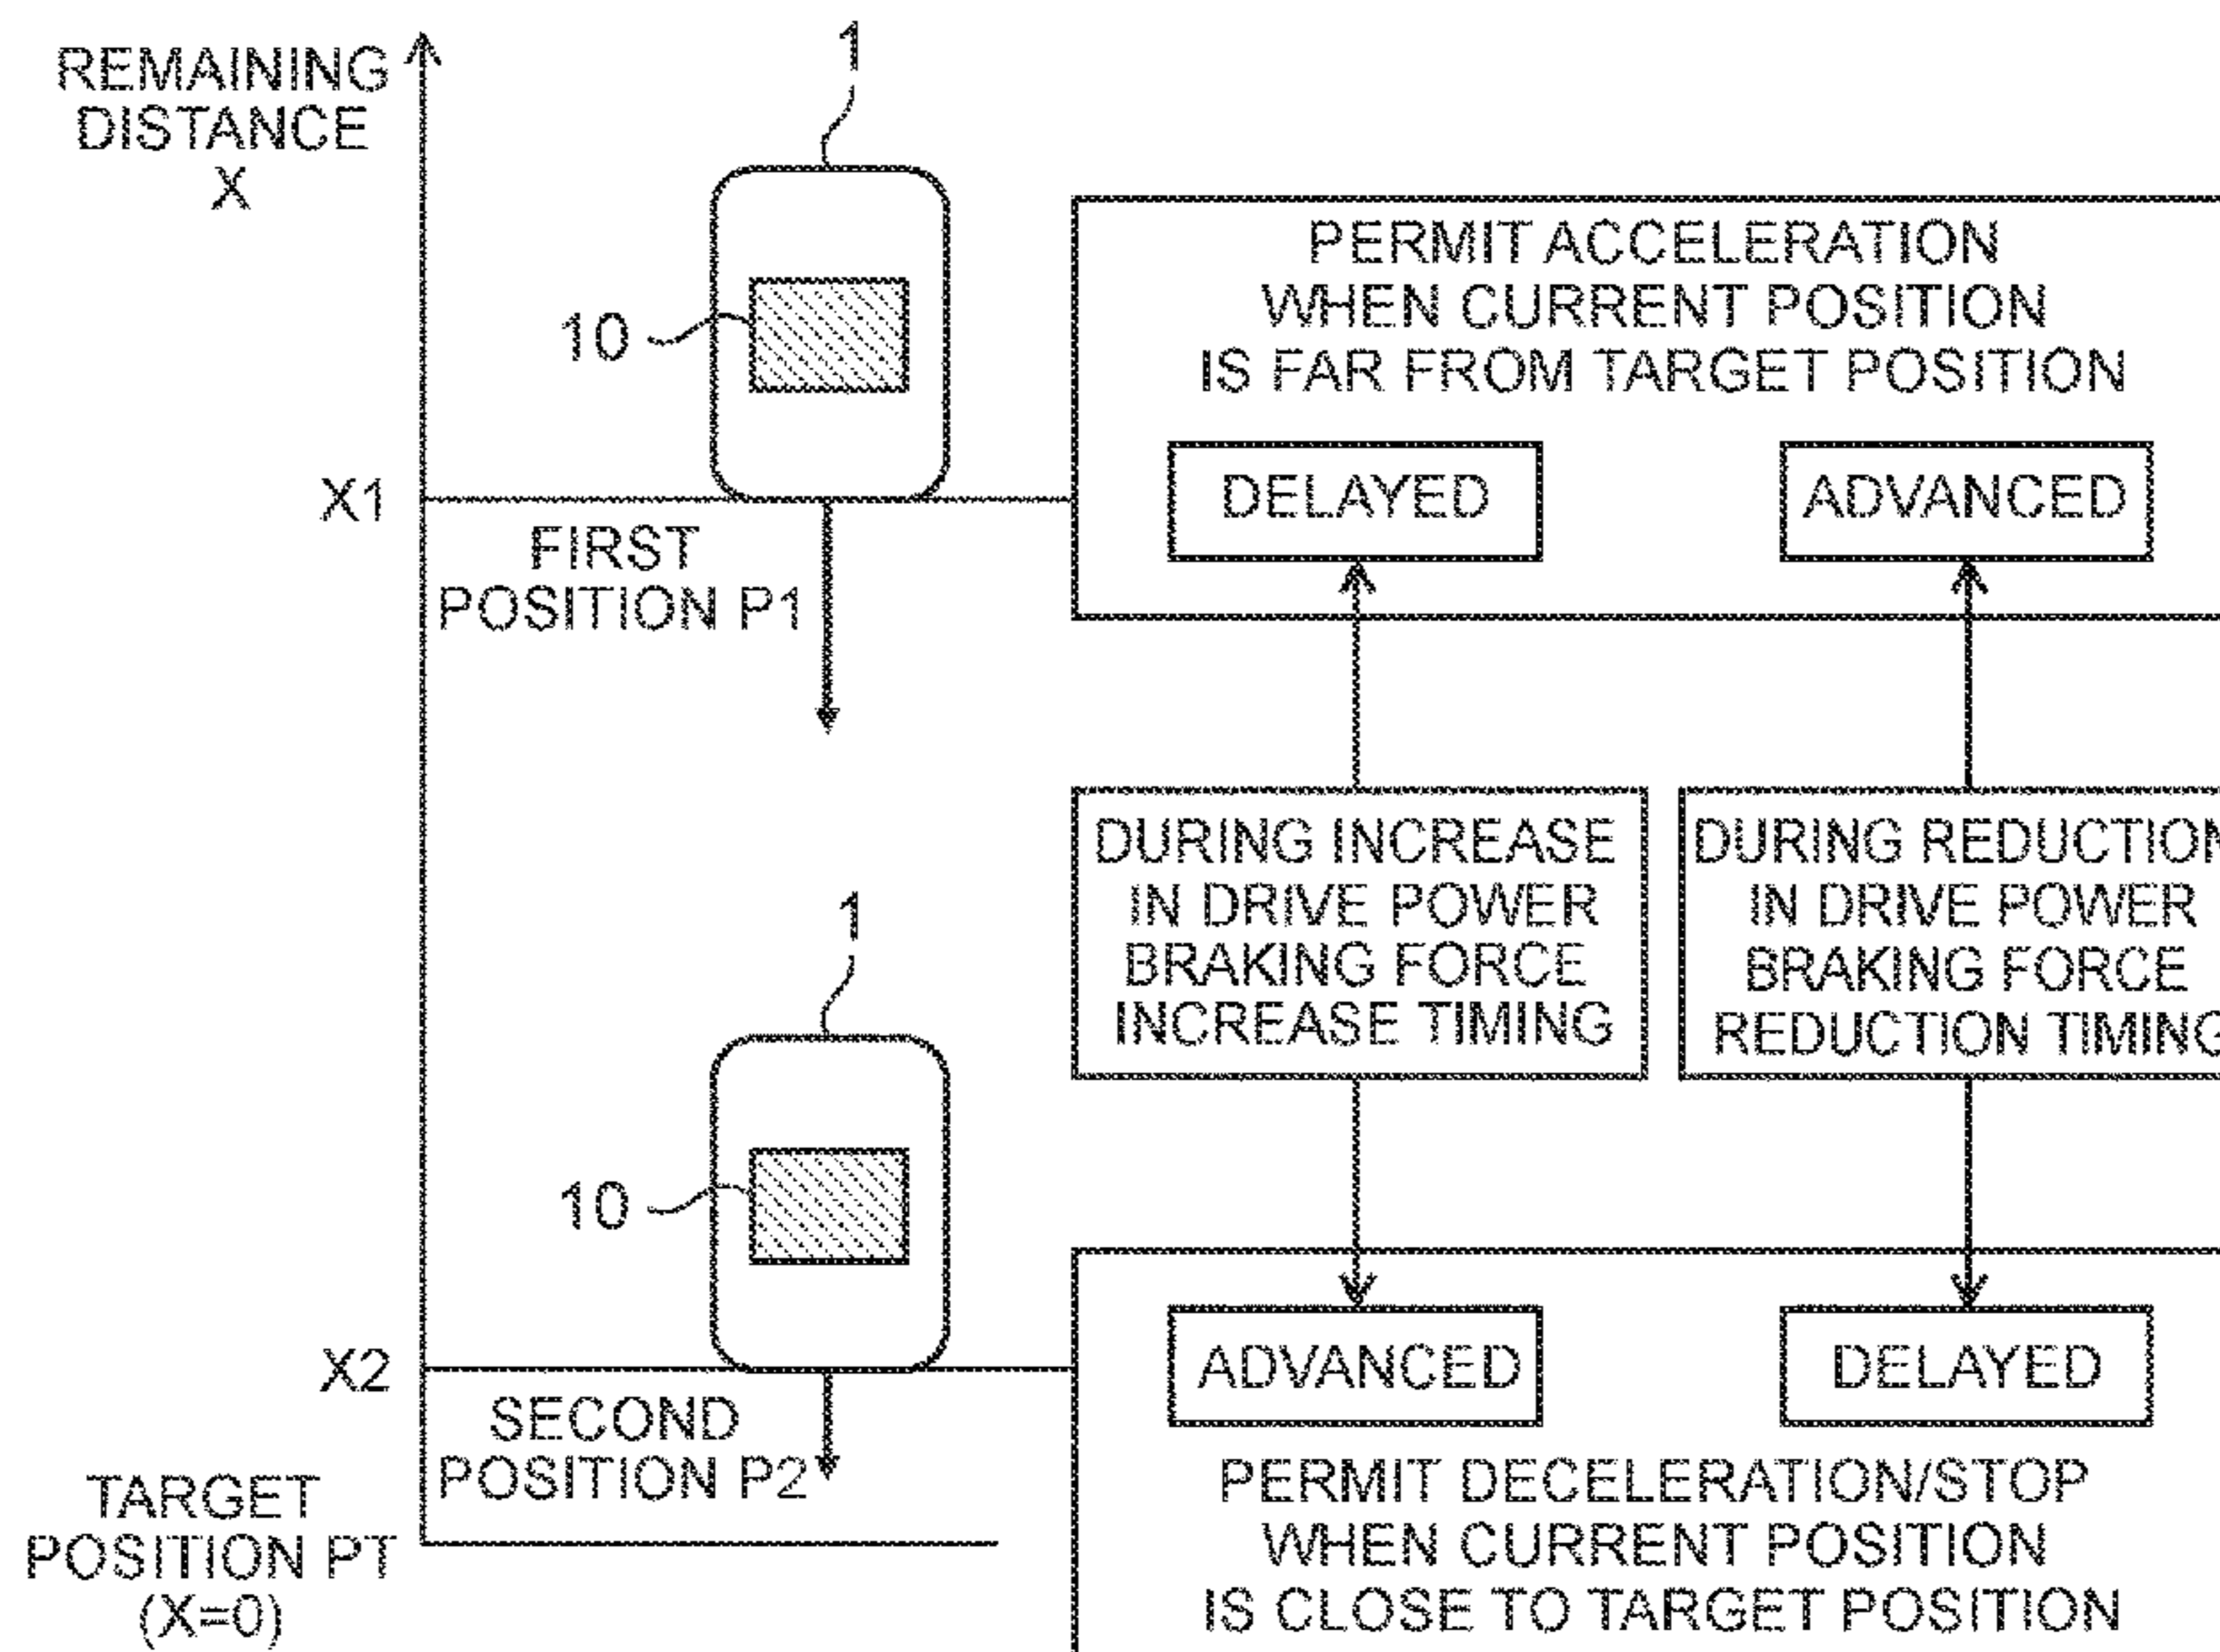 REMAINING
DISTANCE
X
1
10
X1
FIRST
POSITION P1
PERMIT ACCELERATION
WHEN CURRENT POSITION
IS FAR FROM TARGET POSITION
DELAYED
ADVANCED
DURING INCREASE
IN DRIVE POWER
BRAKING FORCE
INCREASE TIMING
DURING REDUCTION
IN DRIVE POWER
BRAKING FORCE
REDUCTION TIMING
1
10
X2
SECOND
POSITION P2
ADVANCED
DELAYED
PERMIT DECELERATION/STOP
WHEN CURRENT POSITION
IS CLOSE TO TARGET POSITION
TARGET
POSITION PT
(X=0)